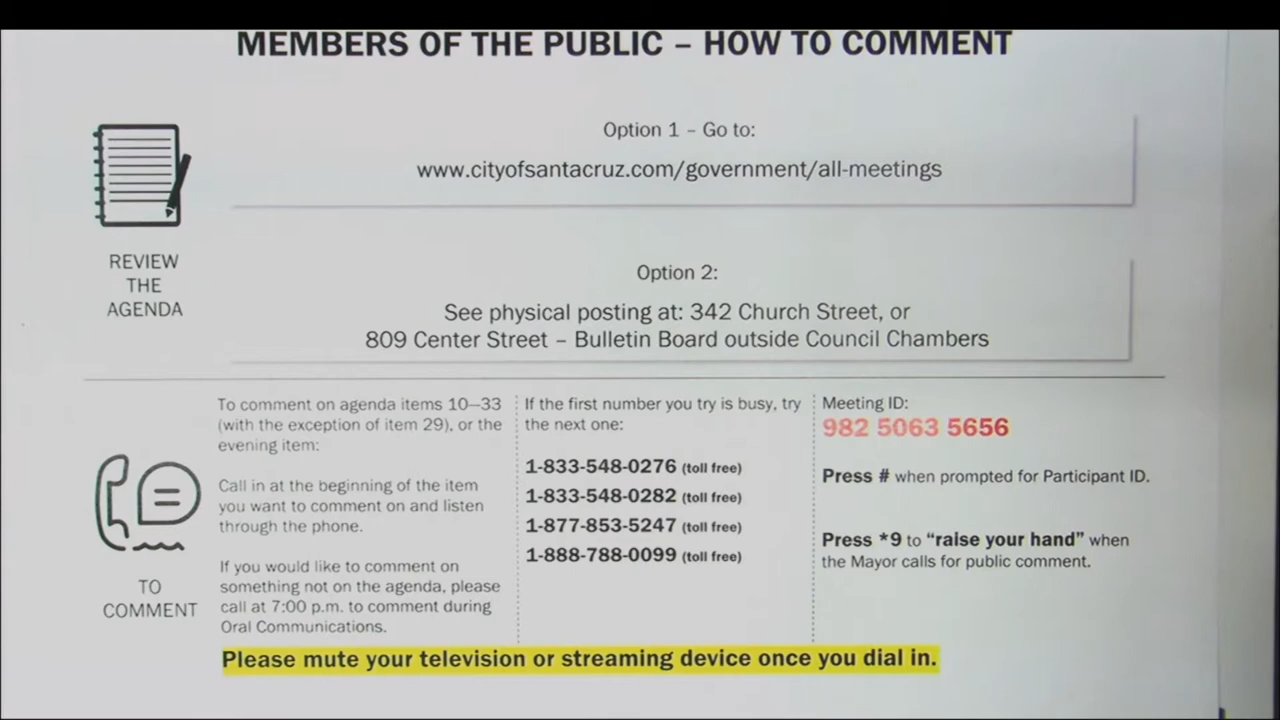 MEMBERS OF THE PUBLIC – HOW TO COMMENT
Option 1 – Go to:
www.cityofsantacruz.com/government/all-meetings
REVIEW
THE
AGENDA
Option 2:
See physical posting at: 342 Church Street, or
809 Center Street – Bulletin Board outside Council Chambers
To comment on agenda items 10–33
(with the exception of item 29), or the
evening item:
Call in at the beginning of the item
you want to comment on and listen
through the phone.
If you would like to comment on
something not on the agenda, please
call at 7:00 p.m. to comment during
Oral Communications.
TO
COMMENT
If the first number you try is busy, try
the next one:
1-833-548-0276 (toll free)
1-833-548-0282 (toll free)
1-877-853-5247 (toll free)
1-888-788-0099 (toll free)
Meeting ID:
982 5063 5656
Press # when prompted for Participant ID.
Press *9 to “raise your hand” when
the Mayor calls for public comment.
Please mute your television or streaming device once you dial in.